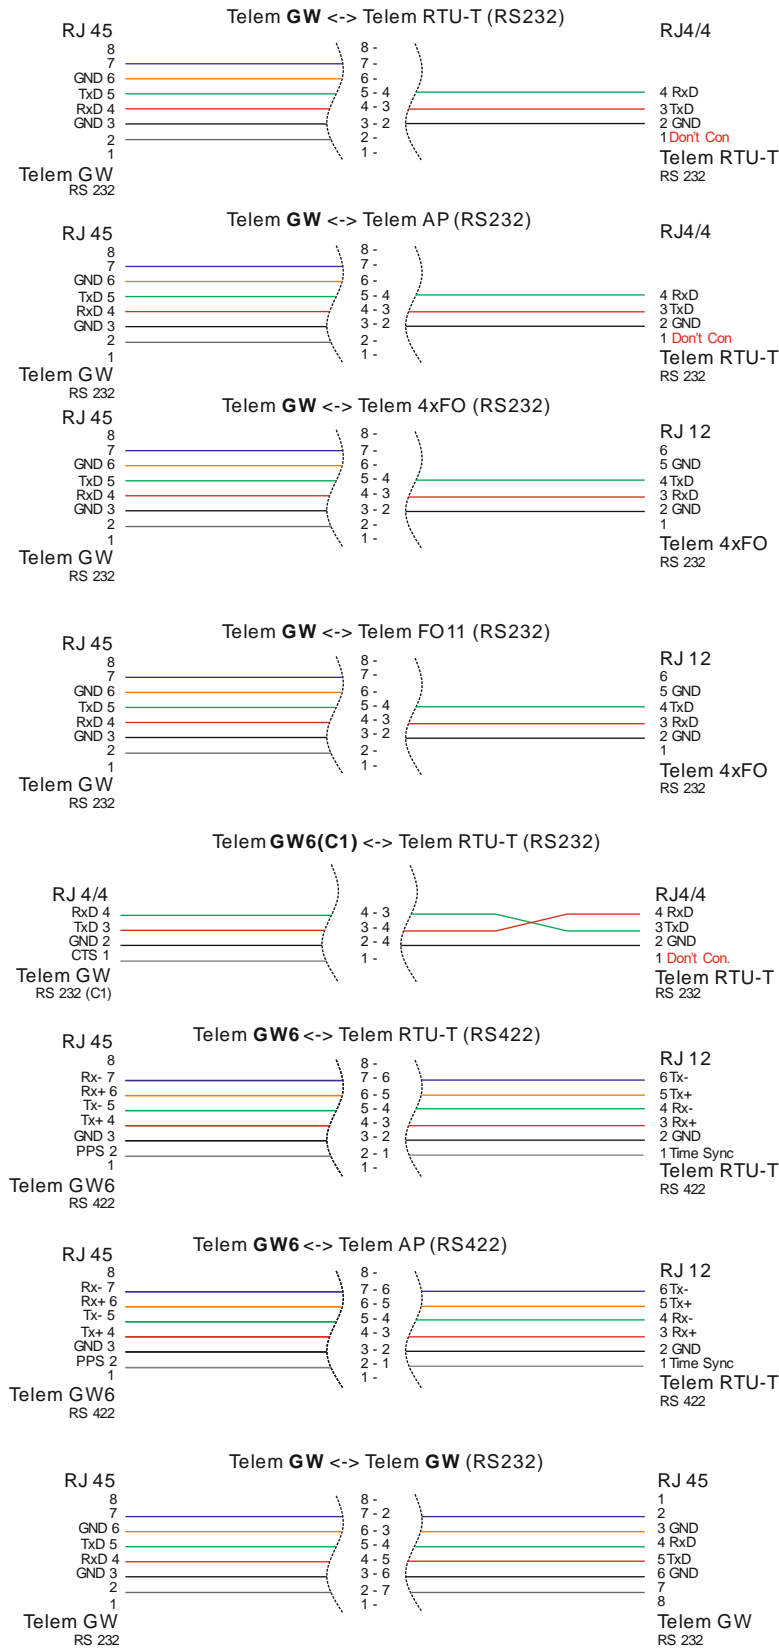 Telem GW <-> Telem RTU-T (RS232)
RJ 45
8
7
GND 6
TxD 5
RxD 4
GND 3
2
1
Telem GW
RS 232
8 -
7 -
6 -
5 - 4
4 - 3
3 - 2
2 -
1 -
RJ4/4
4 RxD
3 TxD
2 GND
1 Don't Con
Telem RTU-T
RS 232
Telem GW <-> Telem AP (RS232)
RJ 45
8
7
GND 6
TxD 5
RxD 4
GND 3
2
1
Telem GW
RS 232
8 -
7 -
6 -
5 - 4
4 - 3
3 - 2
2 -
1 -
RJ4/4
4 RxD
3 TxD
2 GND
1 Don't Con
Telem RTU-T
RS 232
Telem GW <-> Telem 4xFO (RS232)
RJ 45
8
7
GND 6
TxD 5
RxD 4
GND 3
2
1
Telem GW
RS 232
8 -
7 -
6 -
5 - 4
4 - 3
3 - 2
2 -
1 -
RJ 12
6
5 GND
4 TxD
3 RxD
2 GND
1
Telem 4xFO
RS 232
Telem GW <-> Telem FO11 (RS232)
RJ 45
8
7
GND 6
TxD 5
RxD 4
GND 3
2
1
Telem GW
RS 232
8 -
7 -
6 -
5 - 4
4 - 3
3 - 2
2 -
1 -
RJ 12
6
5 GND
4 TxD
3 RxD
2 GND
1
Telem 4xFO
RS 232
Telem GW6(C1) <-> Telem RTU-T (RS232)
RJ 4/4
RxD 4
TxD 3
GND 2
CTS 1
Telem GW
RS 232 (C1)
4 - 3
3 - 4
2 - 4
1 -
RJ4/4
4 RxD
3 TxD
2 GND
1 Don't Con.
Telem RTU-T
RS 232
Telem GW6 <-> Telem RTU-T (RS422)
RJ 45
8
Rx- 7
Rx+ 6
Tx- 5
Tx+ 4
GND 3
PPS 2
1
Telem GW6
RS 422
8 -
7 - 6
6 - 5
5 - 4
4 - 3
3 - 2
2 - 1
1 -
RJ 12
6 Tx-
5 Tx+
4 Rx-
3 Rx+
2 GND
1 Time Sync
Telem RTU-T
RS 422
Telem GW6 <-> Telem AP (RS422)
RJ 45
8
Rx- 7
Rx+ 6
Tx- 5
Tx+ 4
GND 3
PPS 2
1
Telem GW6
RS 422
8 -
7 - 6
6 - 5
5 - 4
4 - 3
3 - 2
2 - 1
1 -
RJ 12
6 Tx-
5 Tx+
4 Rx-
3 Rx+
2 GND
1 Time Sync
Telem RTU-T
RS 422
Telem GW <-> Telem GW (RS232)
RJ 45
8
7
GND 6
TxD 5
RxD 4
GND 3
2
1
Telem GW
RS 232
8 -
7 - 2
6 - 3
5 - 4
4 - 5
3 - 6
2 - 7
1 -
RJ 45
1
2
3 GND
4 RxD
5 TxD
6 GND
7
8
Telem GW
RS 232